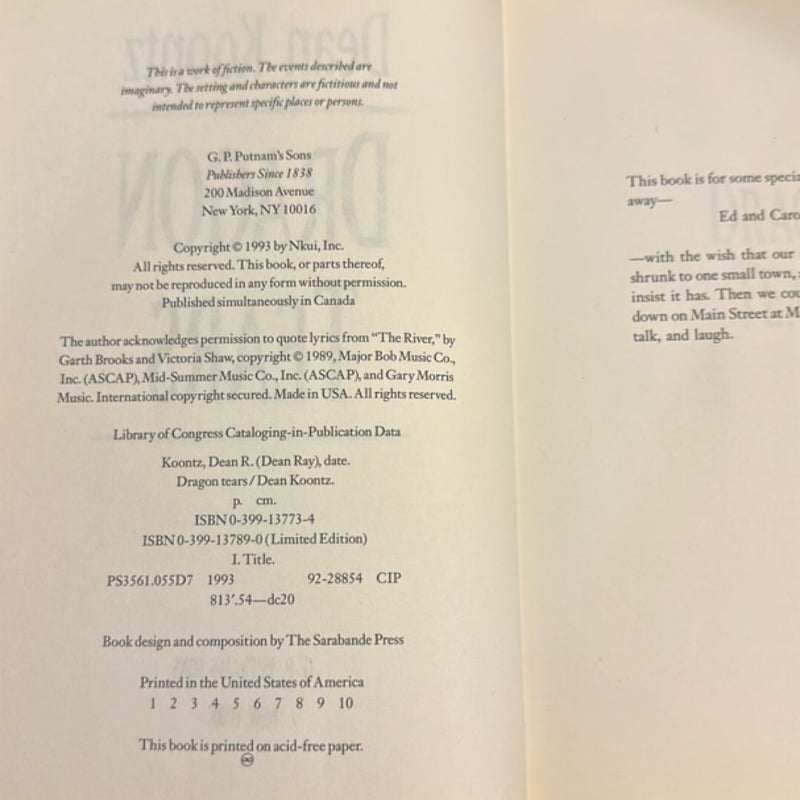 This is a work of fiction. The events described are
imaginary. The setting and characters are fictitious and not
intended to represent specific places or persons.
G. P. Putnam's Sons
Publishers Since 1838
200 Madison Avenue
New York, NY 10016
Copyright © 1993 by Nkui, Inc.
All rights reserved. This book, or parts thereof,
may not be reproduced in any form without permission.
Published simultaneously in Canada
The author acknowledges permission to quote lyrics from "The River," by
Garth Brooks and Victoria Shaw, copyright © 1989, Major Bob Music Co.,
Inc. (ASCAP), Mid-Summer Music Co., Inc. (ASCAP), and Gary Morris
Music. International copyright secured. Made in USA. All rights reserved.
Library of Congress Cataloging-in-Publication Data
Koontz, Dean R. (Dean Ray), date.
Dragon tears / Dean Koontz.
p. cm.
ISBN 0-399-13773-4
ISBN 0-399-13789-0 (Limited Edition)
I. Title.
PS3561.O55D7 1993 92-28854 CIP
813'.54—dc20
Book design and composition by The Sarabande Press
Printed in the United States of America
1 2 3 4 5 6 7 8 9 10
This book is printed on acid-free paper.
This book is for some specia
away—
Ed and Caro
—with the wish that our
shrunk to one small town,
insist it has. Then we cou
down on Main Street at M
talk, and laugh.